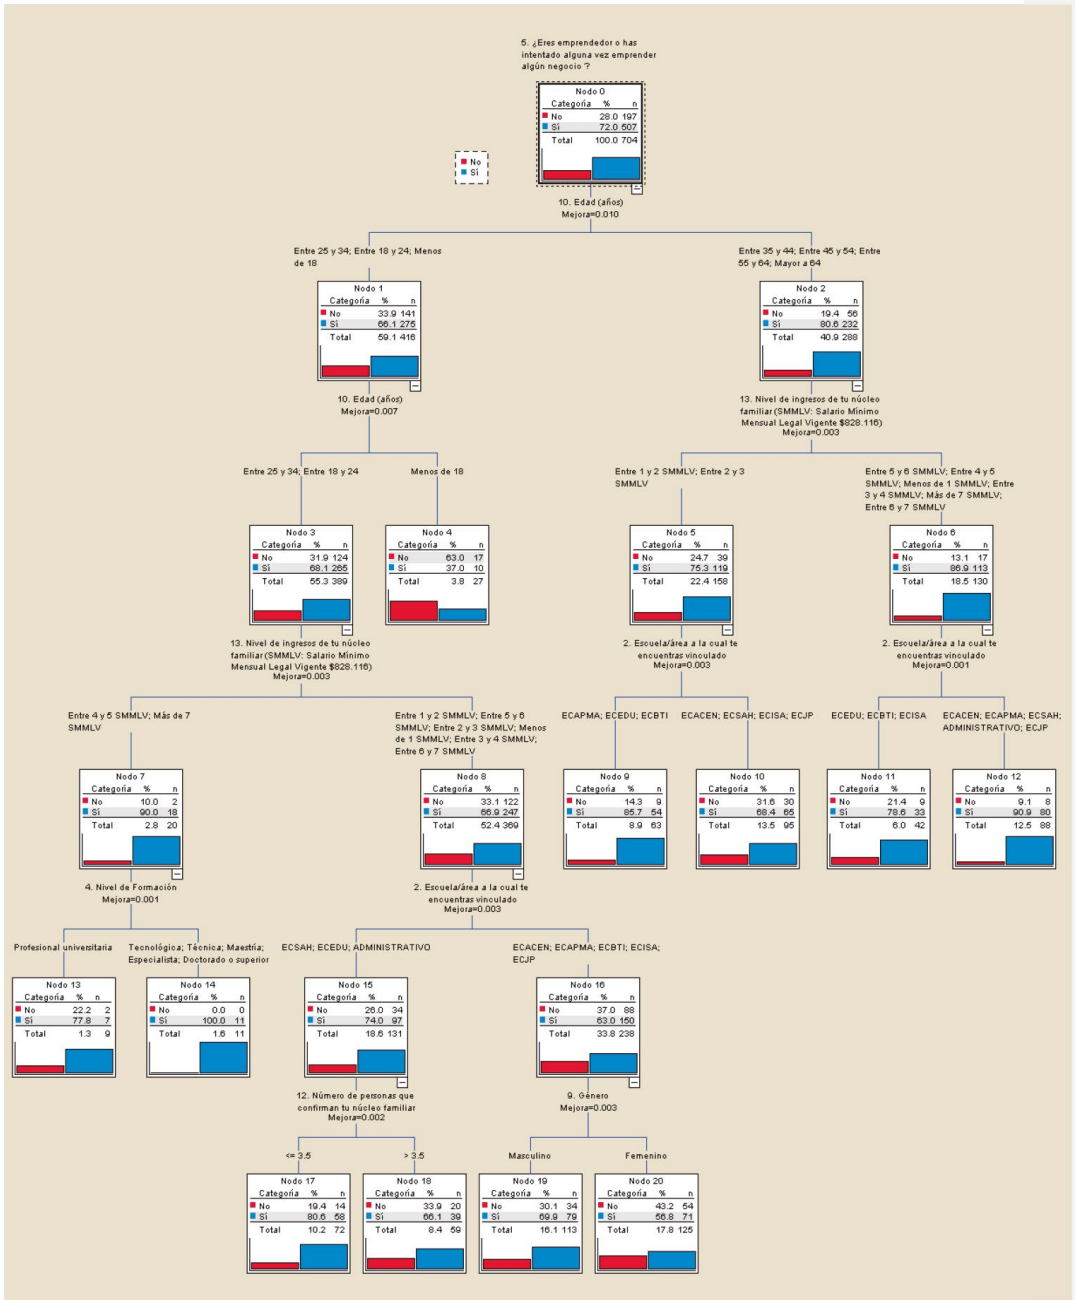 5. ¿Eres emprendedor o has
intentado alguna vez emprender
algún negocio ?
Nodo 0
Categoría % n
No 28.0 197
Sí 72.0 507
Total 100.0 704
No
Sí
10. Edad (años)
Mejora=0.010
Entre 25 y 34; Entre 18 y 24; Menos
de 18
Entre 35 y 44; Entre 45 y 54; Entre
55 y 64; Mayor a 64
Nodo 1
Categoría % n
No 33.9 141
Sí 66.1 275
Total 59.1 416
Nodo 2
Categoría % n
No 19.4 56
Sí 80.6 232
Total 40.9 288
10. Edad (años)
Mejora=0.007
13. Nivel de ingresos de tu núcleo
familiar (SMMLV: Salario Mínimo
Mensual Legal Vigente $828.116)
Mejora=0.003
Entre 25 y 34; Entre 18 y 24
Menos de 18
Entre 1 y 2 SMMLV; Entre 2 y 3
SMMLV
Entre 5 y 6 SMMLV; Entre 4 y 5
SMMLV; Menos de 1 SMMLV; Entre
3 y 4 SMMLV; Más de 7 SMMLV;
Entre 6 y 7 SMMLV
Nodo 3
Categoría % n
No 31.9 124
Sí 68.1 265
Total 55.3 389
Nodo 4
Categoría % n
No 63.0 17
Sí 37.0 10
Total 3.8 27
Nodo 5
Categoría % n
No 24.7 39
Sí 75.3 119
Total 22.4 158
Nodo 6
Categoría % n
No 13.1 17
Sí 86.9 113
Total 18.5 130
13. Nivel de ingresos de tu núcleo
familiar (SMMLV: Salario Mínimo
Mensual Legal Vigente $828.116)
Mejora=0.003
2. Escuela/área a la cual te
encuentras vinculado
Mejora=0.003
2. Escuela/área a la cual te
encuentras vinculado
Mejora=0.001
Entre 4 y 5 SMMLV; Más de 7
SMMLV
Entre 1 y 2 SMMLV; Entre 5 y 6
SMMLV; Entre 2 y 3 SMMLV; Menos
de 1 SMMLV; Entre 3 y 4 SMMLV;
Entre 6 y 7 SMMLV
ECAPMA; ECEDU; ECBTI
ECACEN; ECSAH; ECISA; ECJP
ECEDU; ECBTI; ECISA
ECACEN; ECAPMA; ECSAH;
ADMINISTRATIVO; ECJP
Nodo 7
Categoría % n
No 10.0 2
Sí 90.0 18
Total 2.8 20
Nodo 8
Categoría % n
No 33.1 122
Sí 66.9 247
Total 52.4 369
Nodo 9
Categoría % n
No 14.3 9
Sí 85.7 54
Total 8.9 63
Nodo 10
Categoría % n
No 31.6 30
Sí 68.4 65
Total 13.5 95
Nodo 11
Categoría % n
No 21.4 9
Sí 78.6 33
Total 6.0 42
Nodo 12
Categoría % n
No 9.1 8
Sí 90.9 80
Total 12.5 88
4. Nivel de Formación
Mejora=0.001
2. Escuela/área a la cual te
encuentras vinculado
Mejora=0.003
Profesional universitaria
Tecnológica; Técnica; Maestría;
Especialista; Doctorado o superior
ECSAH; ECEDU; ADMINISTRATIVO
ECACEN; ECAPMA; ECBTI; ECISA;
ECJP
Nodo 13
Categoría % n
No 22.2 2
Sí 77.8 7
Total 1.3 9
Nodo 14
Categoría % n
No 0.0 0
Sí 100.0 11
Total 1.6 11
Nodo 15
Categoría % n
No 26.0 34
Sí 74.0 97
Total 18.6 131
Nodo 16
Categoría % n
No 37.0 88
Sí 63.0 150
Total 33.8 238
12. Número de personas que
confirman tu núcleo familiar
Mejora=0.002
9. Género
Mejora=0.003
<= 3.5
> 3.5
Masculino
Femenino
Nodo 17
Categoría % n
No 19.4 14
Sí 80.6 58
Total 10.2 72
Nodo 18
Categoría % n
No 33.9 20
Sí 66.1 39
Total 8.4 59
Nodo 19
Categoría % n
No 30.1 34
Sí 69.9 79
Total 16.1 113
Nodo 20
Categoría % n
No 43.2 54
Sí 56.8 71
Total 17.8 125